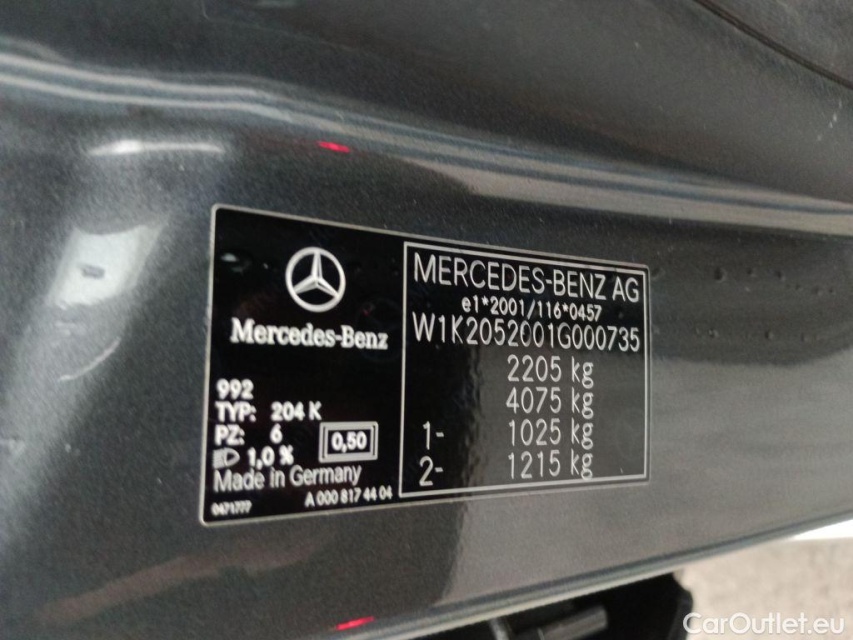 Mercedes-Benz
992
TYP: 204 K
PZ: 6
0,50
1,0 %
Made in Germany
0471777
A 000 817 44 04
MERCEDES-BENZ AG
e1*2001/116*0457
W1K2052001G000735
2205 kg
4075 kg
1- 1025 kg
2- 1215 kg
CarOutlet.eu